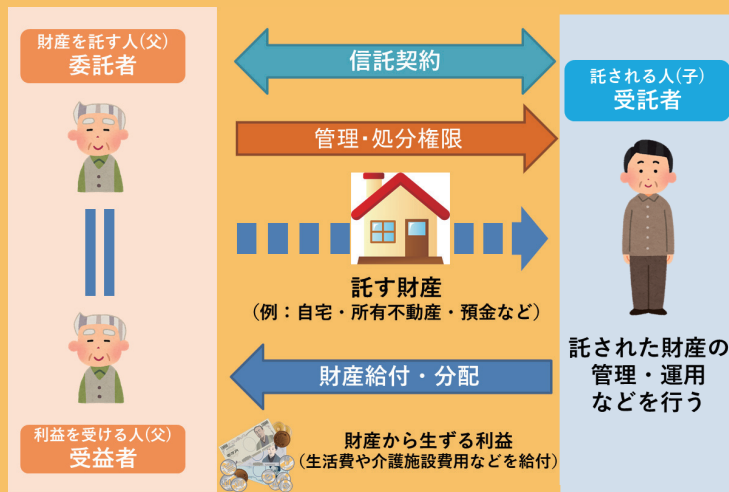 財産を託す人(父)
委託者
信託契約
託される人(子)
受託者
管理・処分権限
託す財産
(例：自宅・所有不動産・預金など)
託された財産の
管理・運用
などを行う
財産給付・分配
利益を受ける人(父)
受益者
財産から生ずる利益
(生活費や介護施設費用などを給付)